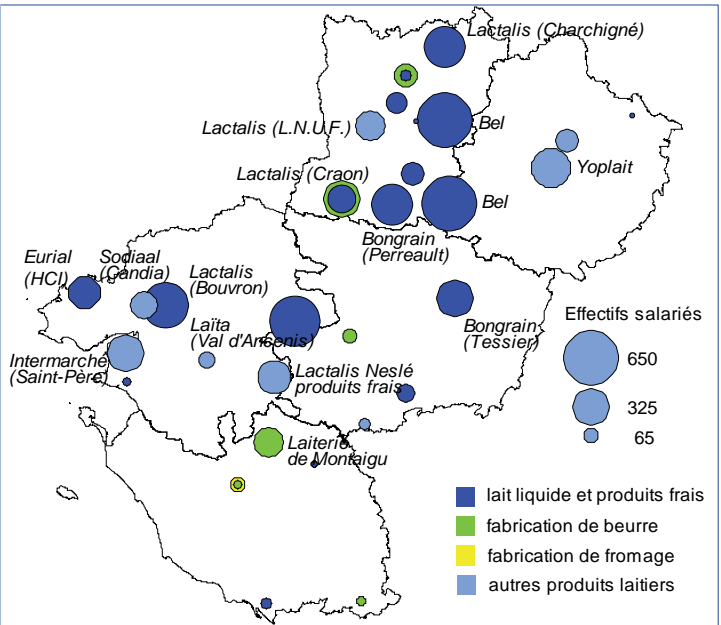 Lactalis (Charchigné)
Lactalis (L.N.U.F.)
Bel
Yoplait
Lactalis (Craon)
Bel
Bongrain
(Perreault)
Eurial
(HCI)
Sodiaal
(Candia)
Lactalis
(Bouvron)
Laïta
(Val d'Ancenis)
Bongrain
(Tessier)
Intermarché
(Saint-Père)
Lactalis Neslé
produits frais
Laiterie
de Montaigu
Effectifs salariés
650
325
65
lait liquide et produits frais
fabrication de beurre
fabrication de fromage
autres produits laitiers